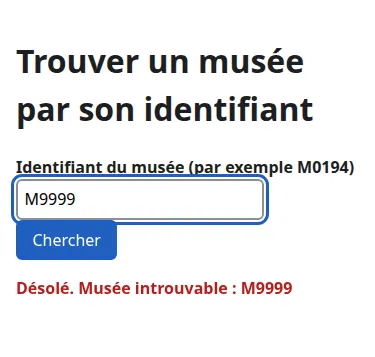 Trouver un musée
par son identifiant
Identifiant du musée (par exemple M0194)
M9999
Chercher
Désolé. Musée introuvable : M9999